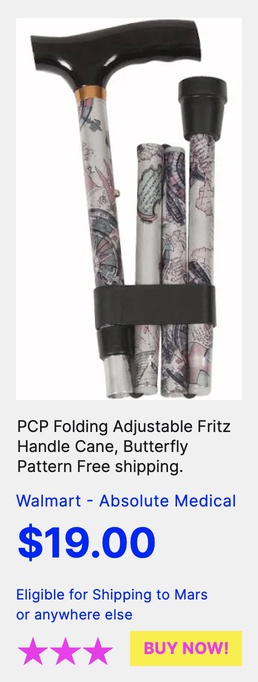 PCP Folding Adjustable Fritz
Handle Cane, Butterfly
Pattern Free shipping.
Walmart - Absolute Medical
$19.00
Eligible for Shipping to Mars
or anywhere else
BUY NOW!